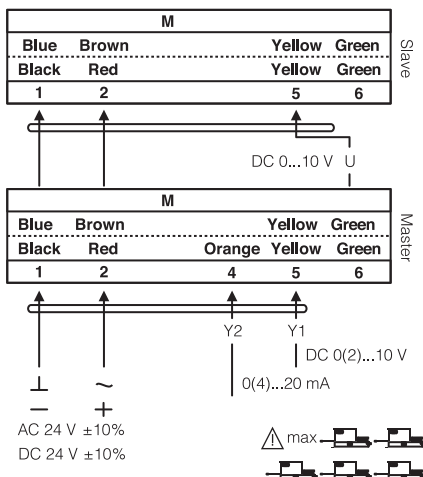 M
Blue Brown Yellow Green
Black Red Yellow Green
1 2 5 6
Slave
DC 0...10 V U
M
Blue Brown Yellow Green
Black Red Orange Yellow Green
1 2 4 5 6
Master
Y2 Y1
DC 0(2)...10 V
0(4)...20 mA
⊥ ~
− +
AC 24 V ±10%
DC 24 V ±10%
max